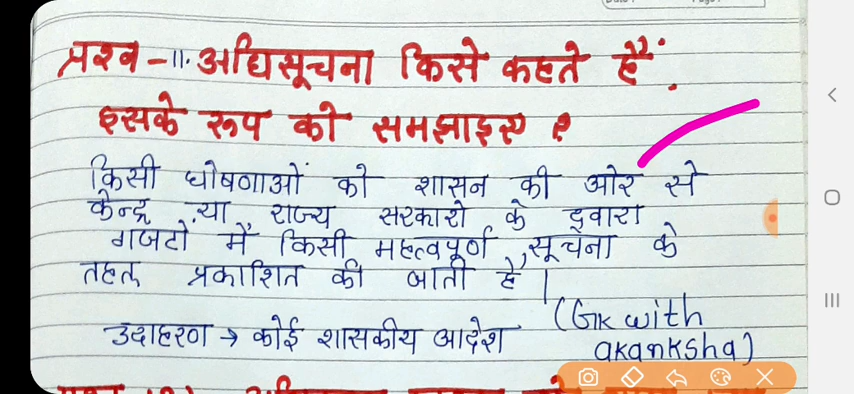 प्रश्न-11. अधिसूचना किसे कहते हैं.
इसके रूप को समझाइए ?
किसी घोषणाओं को शासन की ओर से
केन्द्र या राज्य सरकारो के द्वारा
गजटों में किसी महत्वपूर्ण सूचना के
तहत प्रकाशित की जाती है।
उदाहरण → कोई शासकीय आदेश
(GK with
akanksha)